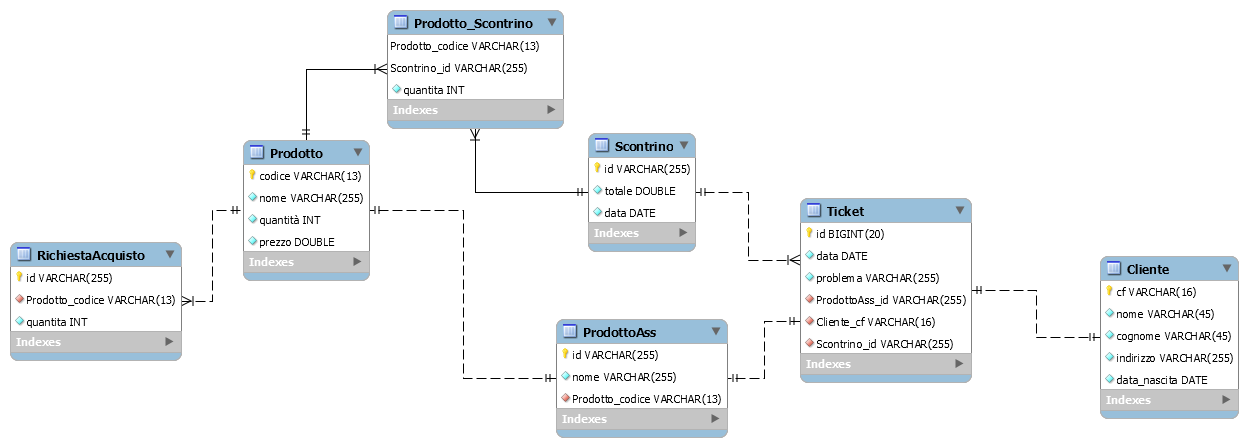 Prodotto_Scontrino
Prodotto_codice VARCHAR(13)
Scontrino_id VARCHAR(255)
quantita INT
Indexes
Prodotto
codice VARCHAR(13)
nome VARCHAR(255)
quantità INT
prezzo DOUBLE
Indexes
Scontrino
id VARCHAR(255)
totale DOUBLE
data DATE
Indexes
Ticket
id BIGINT(20)
data DATE
problema VARCHAR(255)
ProdottoAss_id VARCHAR(255)
Cliente_cf VARCHAR(16)
Scontrino_id VARCHAR(255)
Indexes
RichiestaAcquisto
id VARCHAR(255)
Prodotto_codice VARCHAR(13)
quantita INT
Indexes
Cliente
cf VARCHAR(16)
nome VARCHAR(45)
cognome VARCHAR(45)
indirizzo VARCHAR(255)
data_nascita DATE
Indexes
ProdottoAss
id VARCHAR(255)
nome VARCHAR(255)
Prodotto_codice VARCHAR(13)
Indexes